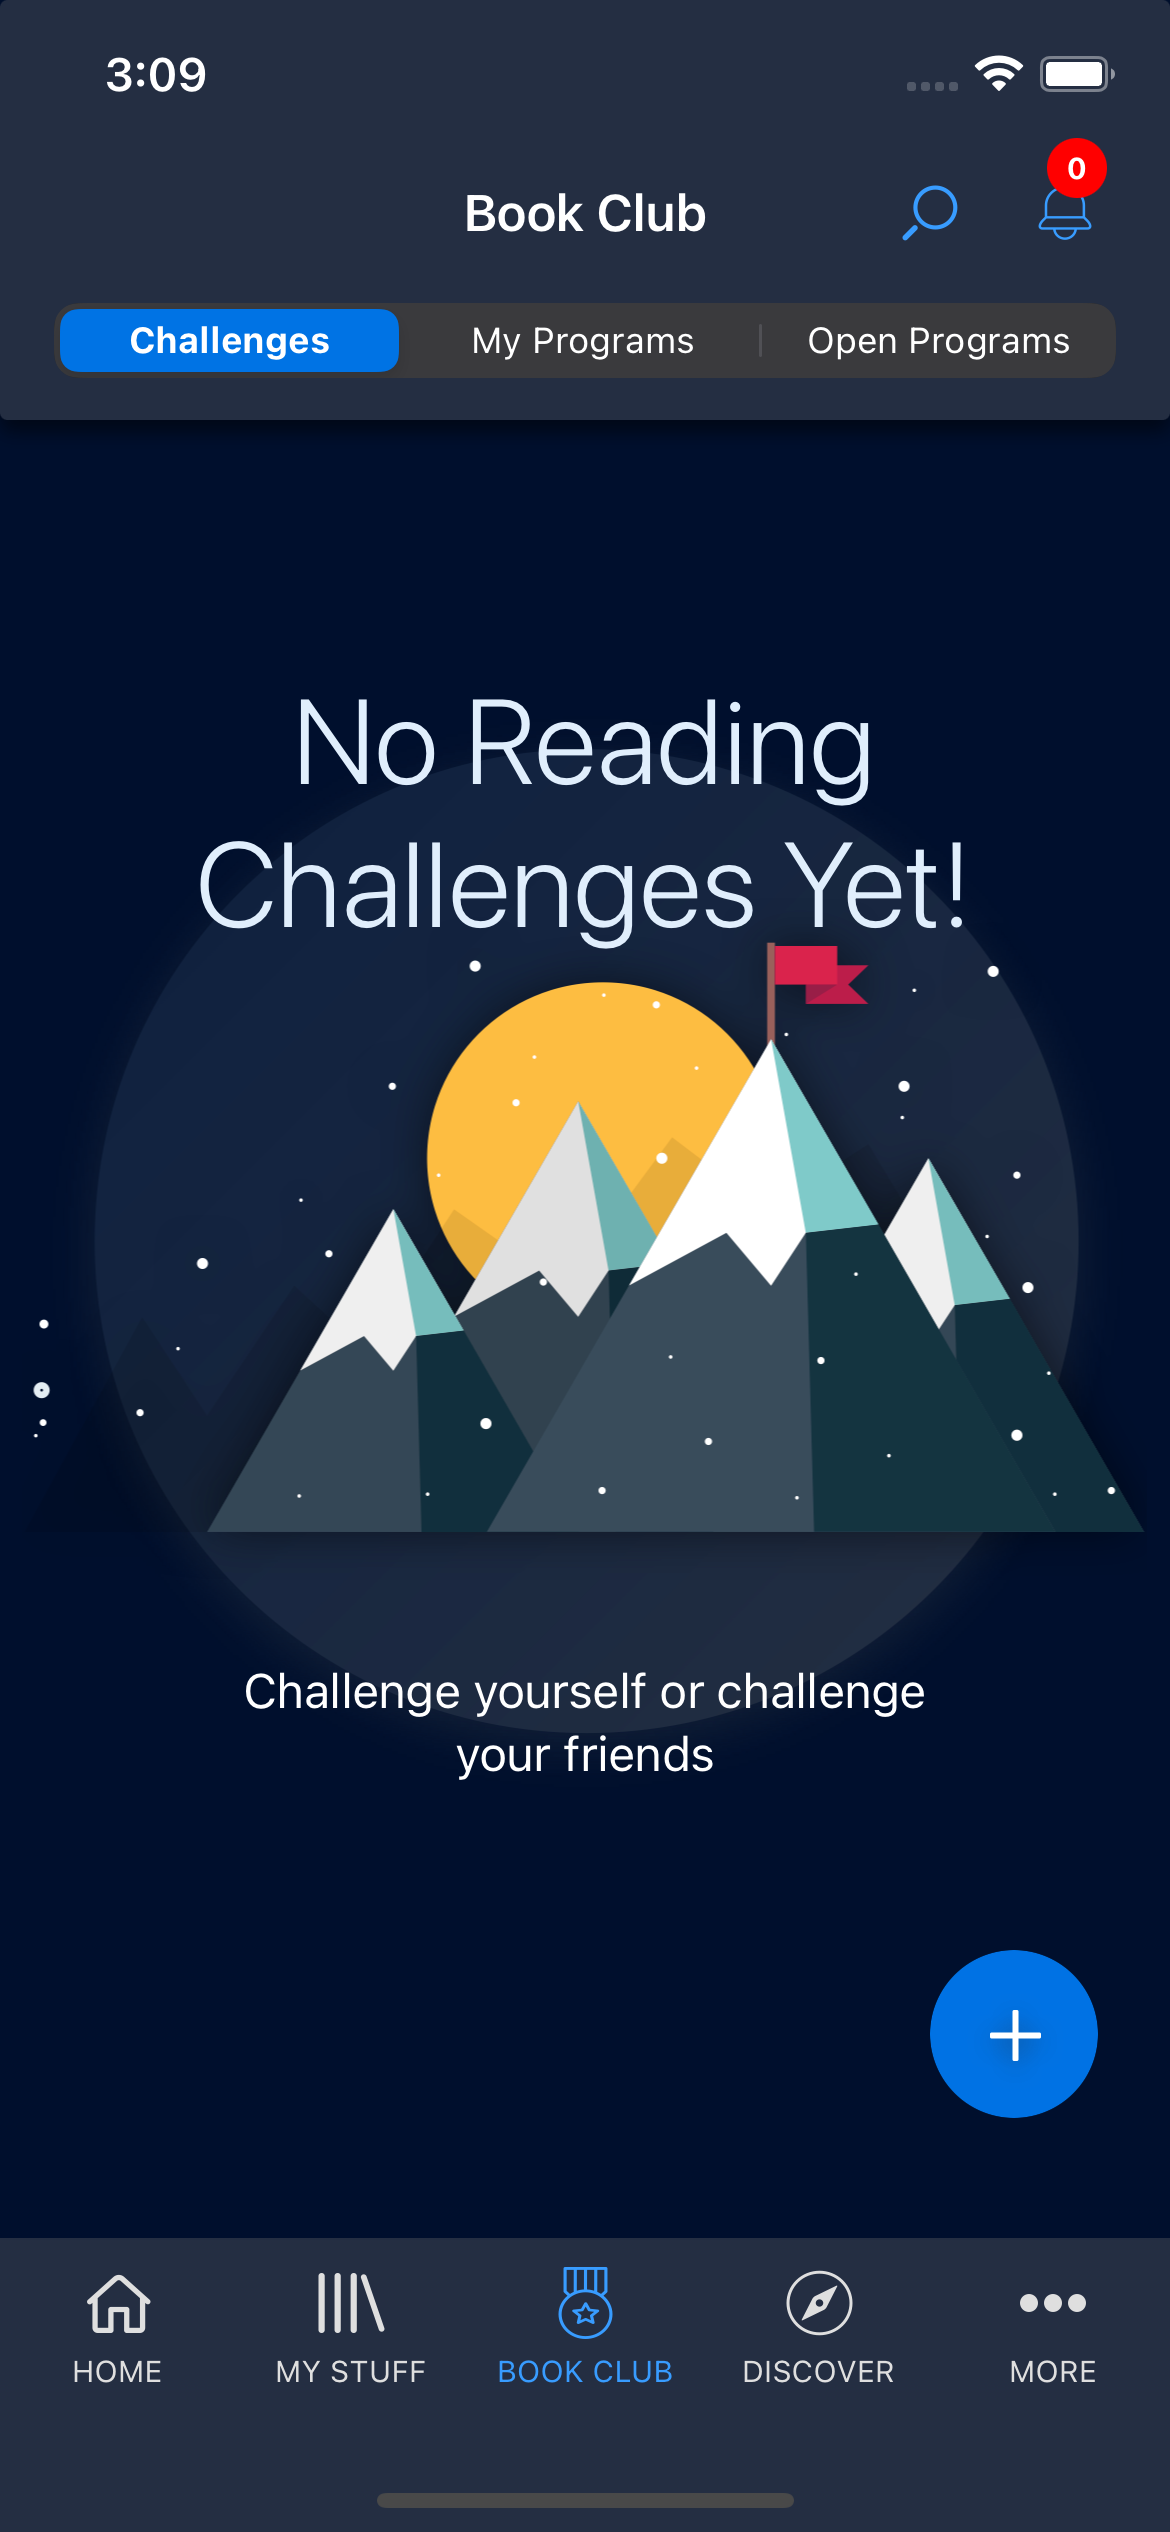 3:09
Book Club
0
Challenges
My Programs
Open Programs
No Reading
Challenges Yet!
Challenge yourself or challenge
your friends
HOME
MY STUFF
BOOK CLUB
DISCOVER
MORE